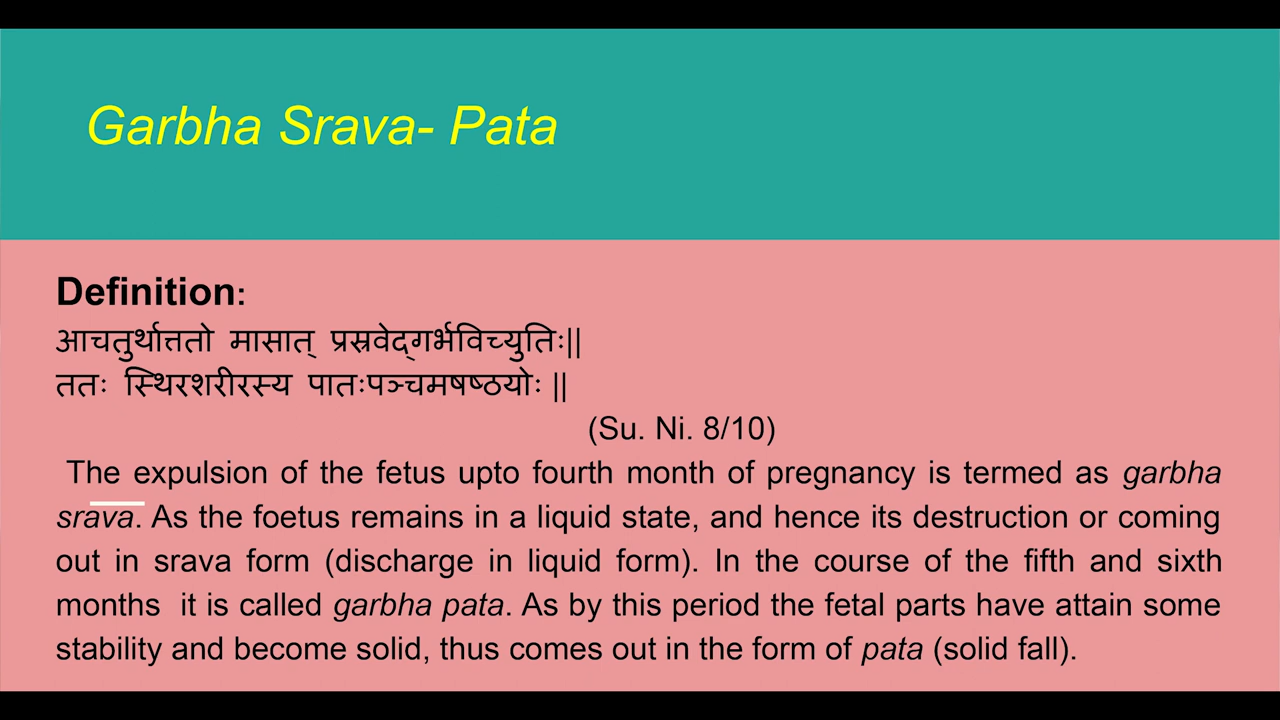 Garbha Srava- Pata
Definition:
आचतुर्थात्ततो मासात् प्रस्रवेद्गर्भविच्युतिः||
ततः स्थिरशरीरस्य पातःपञ्चमषष्ठयोः ||
(Su. Ni. 8/10)
The expulsion of the fetus upto fourth month of pregnancy is termed as garbha
srava. As the foetus remains in a liquid state, and hence its destruction or coming
out in srava form (discharge in liquid form). In the course of the fifth and sixth
months it is called garbha pata. As by this period the fetal parts have attain some
stability and become solid, thus comes out in the form of pata (solid fall).